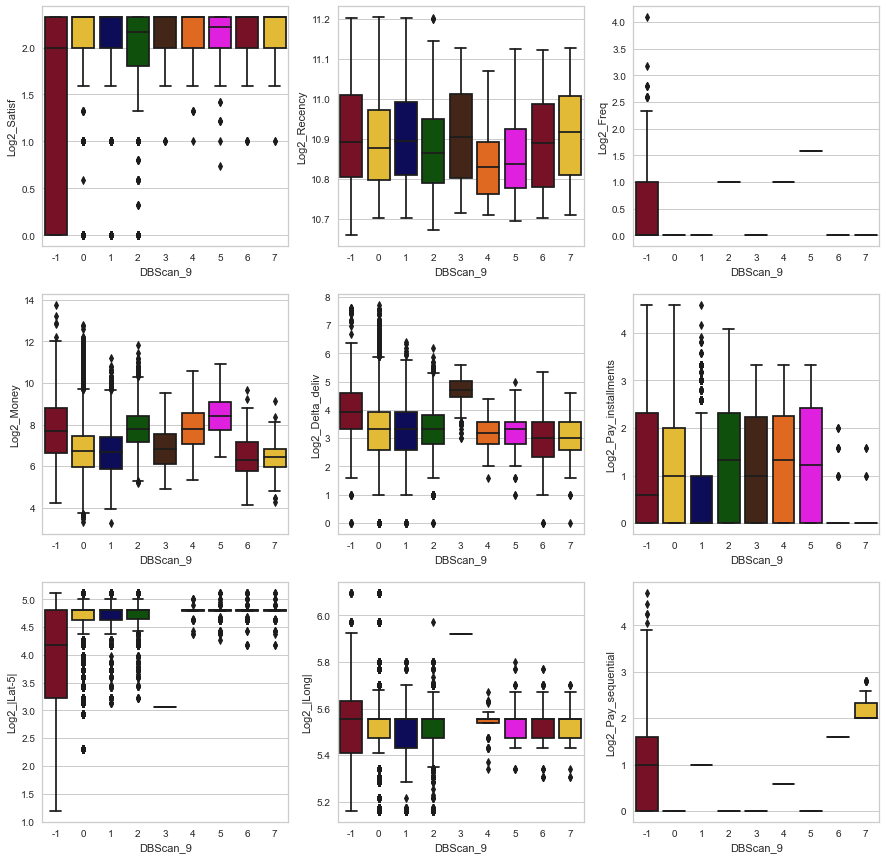 Log2_Satisf
2.0
1.5
1.0
0.5
0.0
-1 0 1 2 3 4 5 6 7
DBScan_9
Log2_Recency
11.2
11.1
11.0
10.9
10.8
10.7
-1 0 1 2 3 4 5 6 7
DBScan_9
Log2_Freq
4.0
3.5
3.0
2.5
2.0
1.5
1.0
0.5
0.0
-1 0 1 2 3 4 5 6 7
DBScan_9
Log2_Money
14
12
10
8
6
4
-1 0 1 2 3 4 5 6 7
DBScan_9
Log2_Delta_deliv
8
7
6
5
4
3
2
1
0
-1 0 1 2 3 4 5 6 7
DBScan_9
Log2_Pay_installments
4
3
2
1
0
-1 0 1 2 3 4 5 6 7
DBScan_9
Log2_|Lat-5|
5.0
4.5
4.0
3.5
3.0
2.5
2.0
1.5
1.0
-1 0 1 2 3 4 5 6 7
DBScan_9
Log2_|Long|
6.0
5.8
5.6
5.4
5.2
-1 0 1 2 3 4 5 6 7
DBScan_9
Log2_Pay_sequential
4
3
2
1
0
-1 0 1 2 3 4 5 6 7
DBScan_9